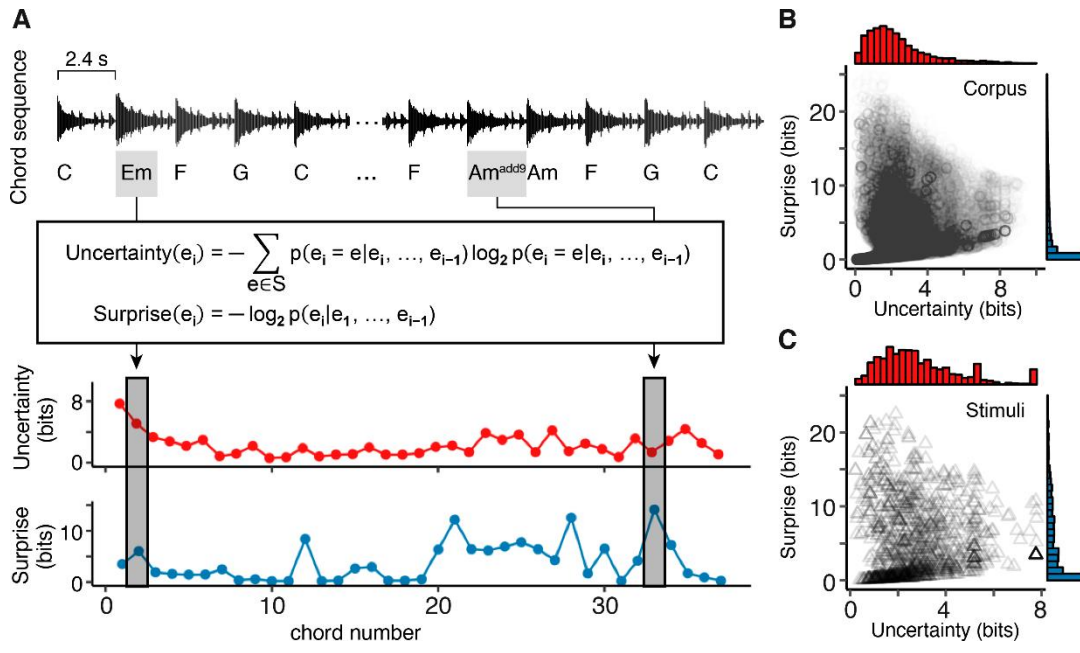 A
2.4 s
Chord sequence
C Em F G C ... F Amadd9 Am F G C
Uncertainty(ei) = − ∑ p(ei = e|ei, ..., ei−1) log2 p(ei = e|ei, ..., ei−1)
e∈S
Surprise(ei) = − log2 p(ei|e1, ..., ei−1)
Uncertainty
(bits)
8
0
Surprise
(bits)
10
0
0 10 20 30
chord number
B
Corpus
Surprise (bits)
20
10
0
0 4 8
Uncertainty (bits)
C
Stimuli
Surprise (bits)
20
10
0
0 4 8
Uncertainty (bits)